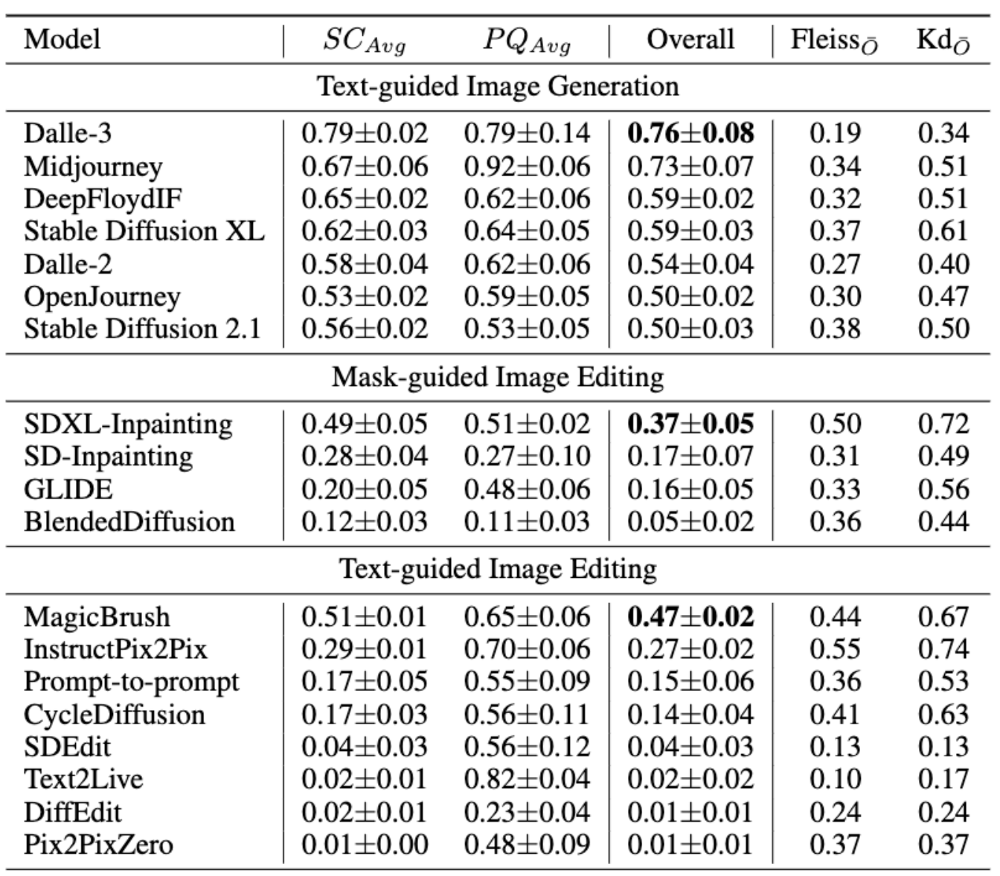 Model SC_Avg PQ_Avg Overall Fleiss_Ō Kd_Ō
Text-guided Image Generation
Dalle-3 0.79±0.02 0.79±0.14 0.76±0.08 0.19 0.34
Midjourney 0.67±0.06 0.92±0.06 0.73±0.07 0.34 0.51
DeepFloydIF 0.65±0.02 0.62±0.06 0.59±0.02 0.32 0.51
Stable Diffusion XL 0.62±0.03 0.64±0.05 0.59±0.03 0.37 0.61
Dalle-2 0.58±0.04 0.62±0.06 0.54±0.04 0.27 0.40
OpenJourney 0.53±0.02 0.59±0.05 0.50±0.02 0.30 0.47
Stable Diffusion 2.1 0.56±0.02 0.53±0.05 0.50±0.03 0.38 0.50
Mask-guided Image Editing
SDXL-Inpainting 0.49±0.05 0.51±0.02 0.37±0.05 0.50 0.72
SD-Inpainting 0.28±0.04 0.27±0.10 0.17±0.07 0.31 0.49
GLIDE 0.20±0.05 0.48±0.06 0.16±0.05 0.33 0.56
BlendedDiffusion 0.12±0.03 0.11±0.03 0.05±0.02 0.36 0.44
Text-guided Image Editing
MagicBrush 0.51±0.01 0.65±0.06 0.47±0.02 0.44 0.67
InstructPix2Pix 0.29±0.01 0.70±0.06 0.27±0.02 0.55 0.74
Prompt-to-prompt 0.17±0.05 0.55±0.09 0.15±0.06 0.36 0.53
CycleDiffusion 0.17±0.03 0.56±0.11 0.14±0.04 0.41 0.63
SDEdit 0.04±0.03 0.56±0.12 0.04±0.03 0.13 0.13
Text2Live 0.02±0.01 0.82±0.04 0.02±0.02 0.10 0.17
DiffEdit 0.02±0.01 0.23±0.04 0.01±0.01 0.24 0.24
Pix2PixZero 0.01±0.00 0.48±0.09 0.01±0.01 0.37 0.37